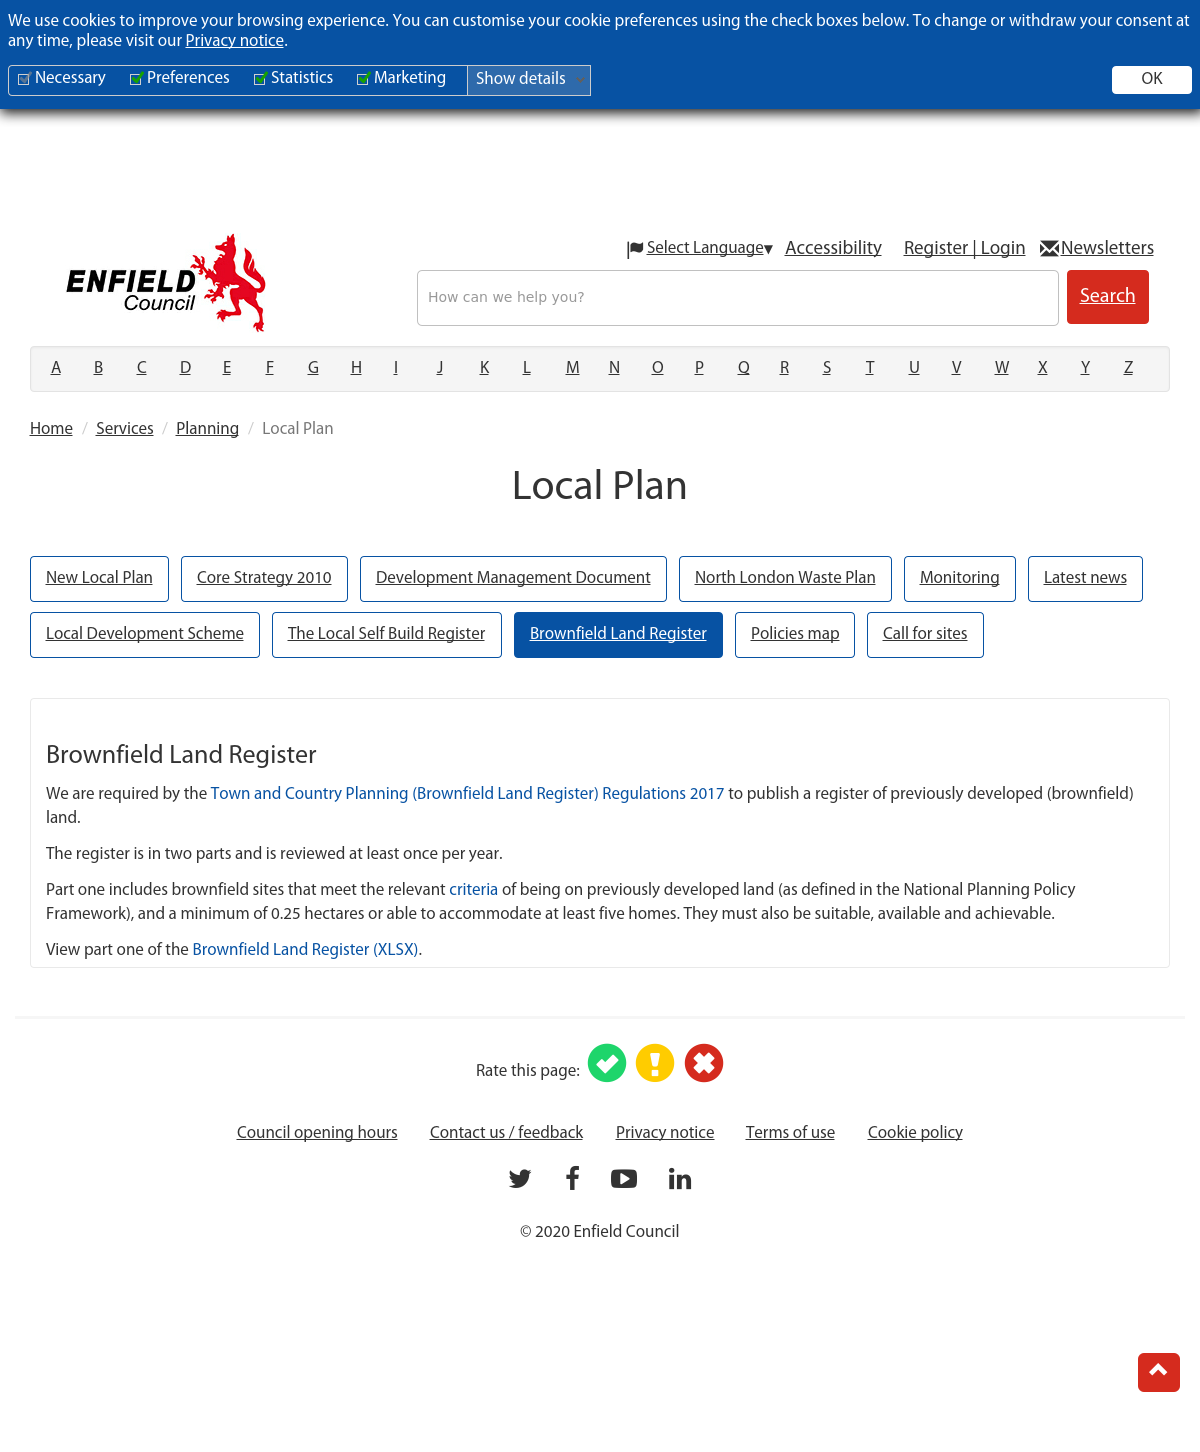 We use cookies to improve your browsing experience. You can customise your cookie preferences using the check boxes below. To change or withdraw your consent at
any time, please visit our Privacy notice.
Necessary Preferences Statistics Marketing Show details OK
Select Language▾ Accessibility Register | Login Newsletters
ENFIELD
Council
How can we help you? Search
A B C D E F G H I J K L M N O P Q R S T U V W X Y Z
Home / Services / Planning / Local Plan
Local Plan
New Local Plan Core Strategy 2010 Development Management Document North London Waste Plan Monitoring Latest news
Local Development Scheme The Local Self Build Register Brownfield Land Register Policies map Call for sites
Brownfield Land Register
We are required by the Town and Country Planning (Brownfield Land Register) Regulations 2017 to publish a register of previously developed (brownfield)
land.
The register is in two parts and is reviewed at least once per year.
Part one includes brownfield sites that meet the relevant criteria of being on previously developed land (as defined in the National Planning Policy
Framework), and a minimum of 0.25 hectares or able to accommodate at least five homes. They must also be suitable, available and achievable.
View part one of the Brownfield Land Register (XLSX).
Rate this page:
Council opening hours Contact us / feedback Privacy notice Terms of use Cookie policy
© 2020 Enfield Council